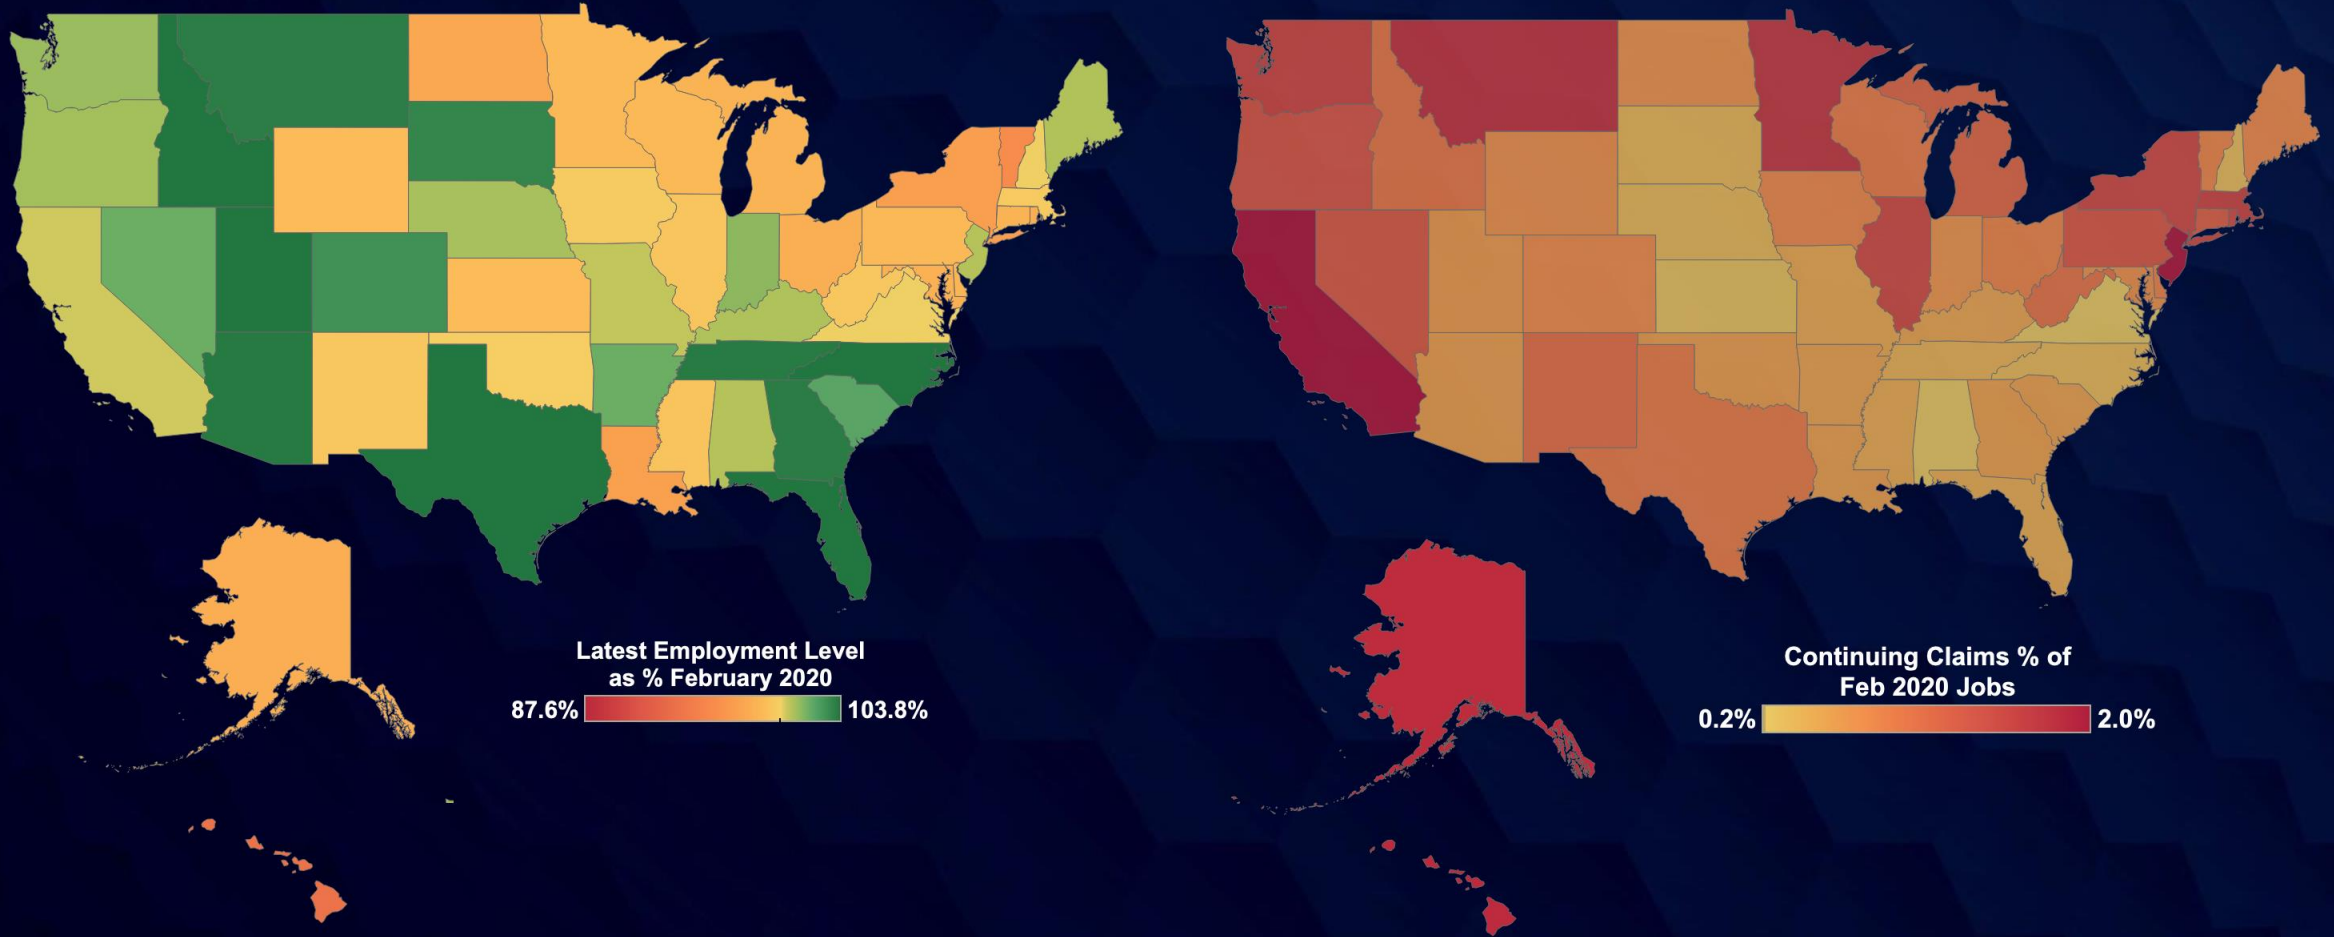 Latest Employment Level
as % February 2020
87.6% 103.8%
Continuing Claims % of
Feb 2020 Jobs
0.2% 2.0%